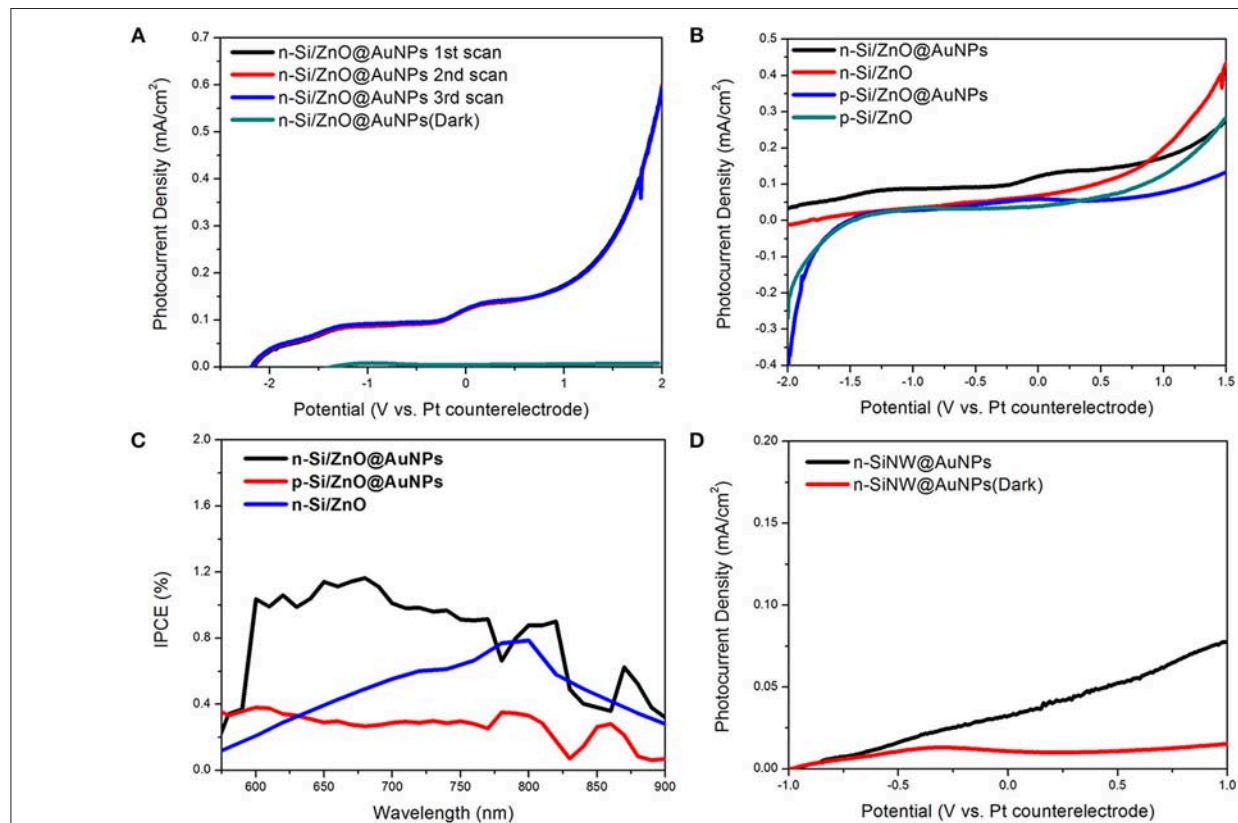 A
n-Si/ZnO@AuNPs 1st scan
n-Si/ZnO@AuNPs 2nd scan
n-Si/ZnO@AuNPs 3rd scan
n-Si/ZnO@AuNPs(Dark)
Photocurrent Density (mA/cm²)
0.7
0.6
0.5
0.4
0.3
0.2
0.1
0.0
-2 -1 0 1 2
Potential (V vs. Pt counterelectrode)
B
n-Si/ZnO@AuNPs
n-Si/ZnO
p-Si/ZnO@AuNPs
p-Si/ZnO
Photocurrent Density (mA/cm²)
0.5
0.4
0.3
0.2
0.1
0.0
-0.1
-0.2
-0.3
-0.4
-2.0 -1.5 -1.0 -0.5 0.0 0.5 1.0 1.5
Potential (V vs. Pt counterelectrode)
C
n-Si/ZnO@AuNPs
p-Si/ZnO@AuNPs
n-Si/ZnO
IPCE (%)
2.0
1.6
1.2
0.8
0.4
0.0
600 650 700 750 800 850 900
Wavelength (nm)
D
n-SiNW@AuNPs
n-SiNW@AuNPs(Dark)
Photocurrent Density (mA/cm²)
0.20
0.15
0.10
0.05
0.00
-1.0 -0.5 0.0 0.5 1.0
Potential (V vs. Pt counterelectrode)